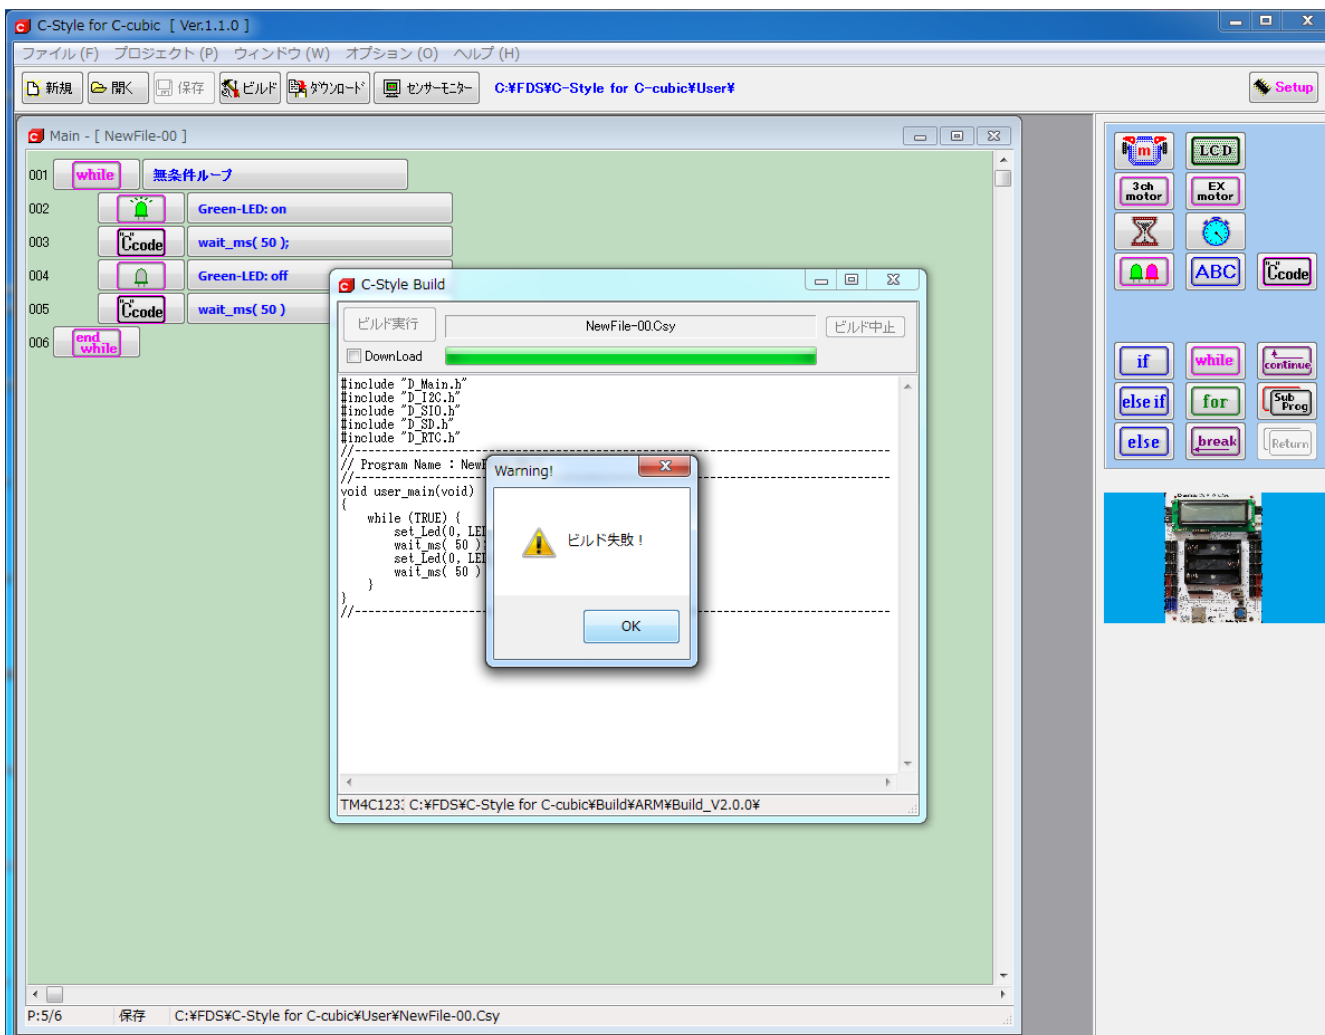 C-Style for C-cubic [ Ver.1.1.0 ]
ファイル (F) プロジェクト (P) ウィンドウ (W) オプション (O) ヘルプ (H)
新規 開く 保存 ビルド ダウンロード センサーモニター C:¥FDS¥C-Style for C-cubic¥User¥ Setup
Main - [ NewFile-00 ]
001 while 無条件ループ
002 Green-LED: on
003 "C"code wait_ms( 50 );
004 Green-LED: off
005 "C"code wait_ms( 50 )
006 end while
C-Style Build
ビルド実行 NewFile-00.Csy ビルド中止
DownLoad
#include "D_Main.h"
#include "D_I2C.h"
#include "D_SIO.h"
#include "D_SD.h"
#include "D_RTC.h"
//------------------------------
// Program Name :
//------------------------------
void user_main(void)
{
while (TRUE) {
set_Led(0,
wait_ms( 50 )
set_Led(0,
wait_ms( 50 )
}
}
//------------------------------
Warning!
ビルド失敗！
OK
C:¥FDS¥C-Style for C-cubic¥Build¥ARM¥Build_V2.0.0¥
m LCD
3ch motor EX motor
ABC "C"code
if while continue
else if for Sub Prog
else break Return
P:5/6 保存 C:¥FDS¥C-Style for C-cubic¥User¥NewFile-00.Csy